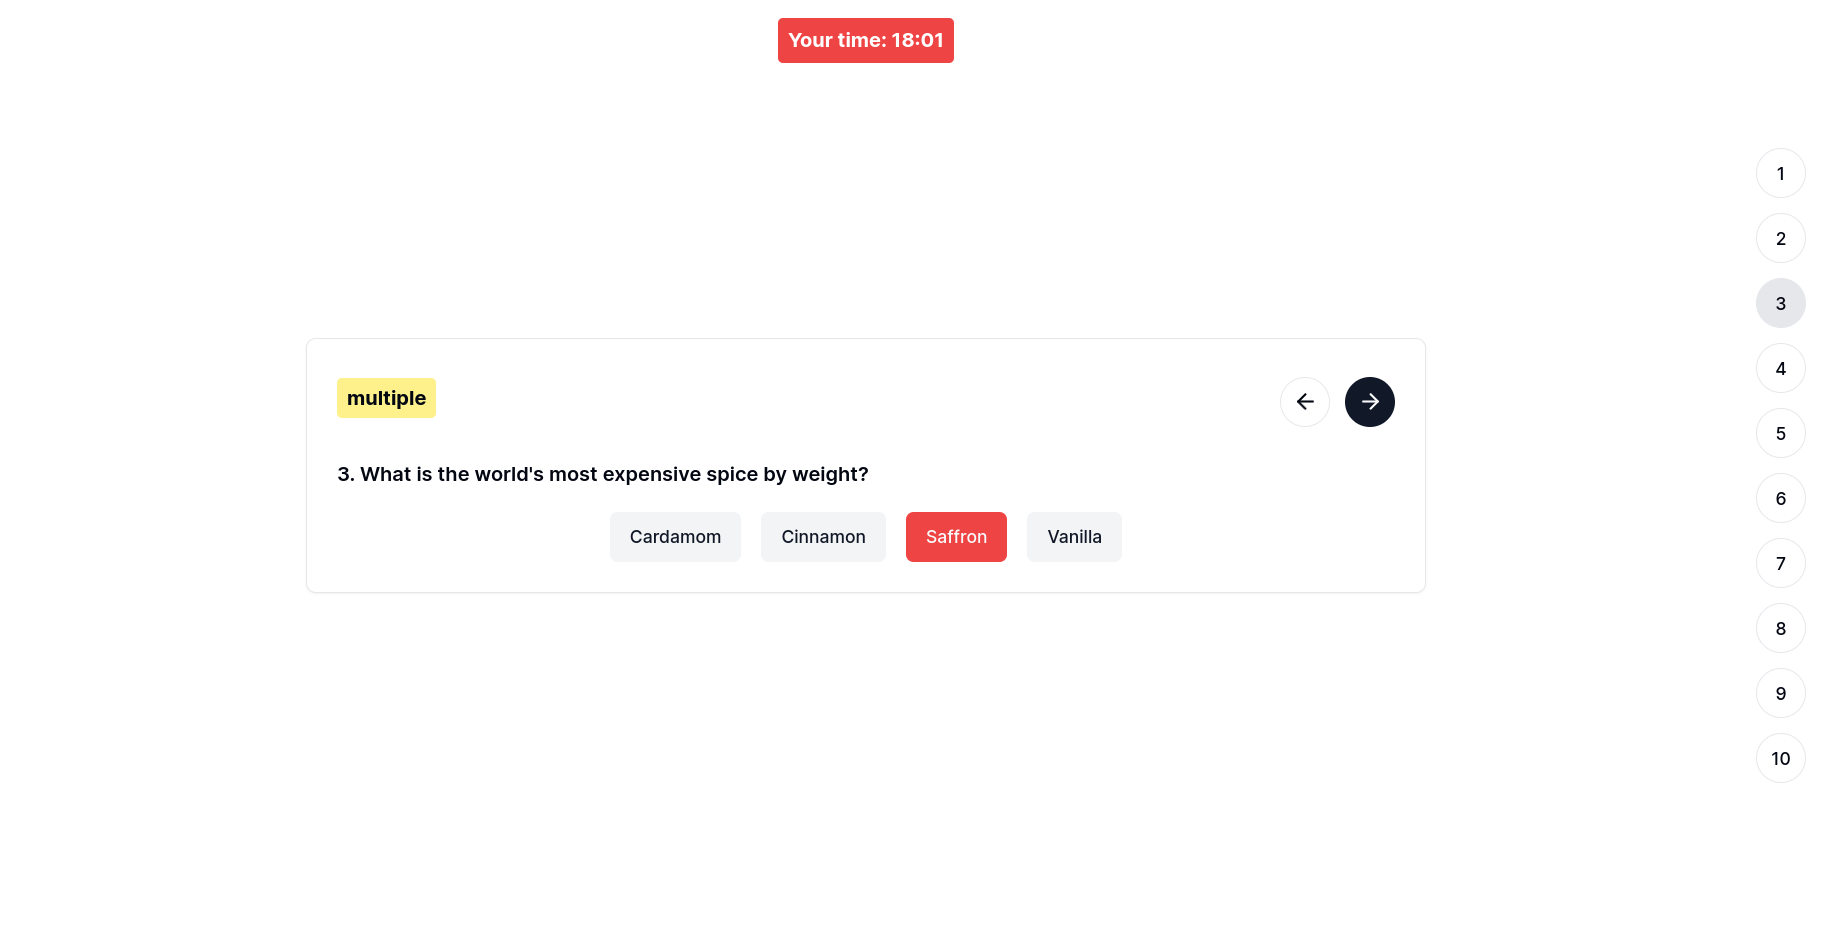 Your time: 18:01
multiple
3. What is the world's most expensive spice by weight?
Cardamom
Cinnamon
Saffron
Vanilla
1
2
3
4
5
6
7
8
9
10